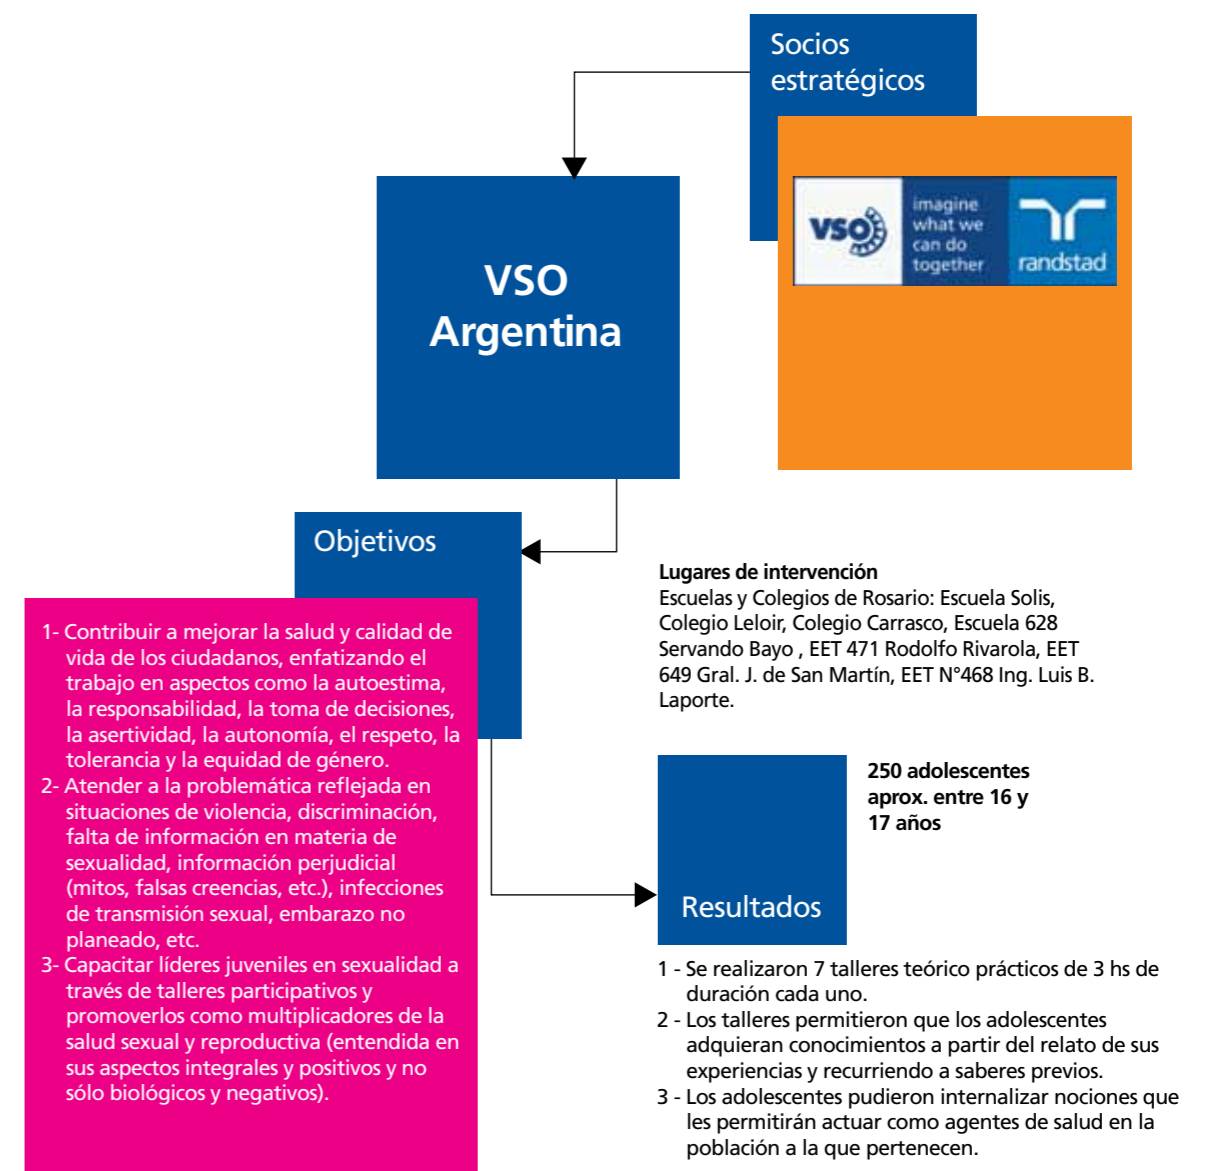 Socios
estratégicos
VSO
imagine
what we
can do
together
randstad
VSO
Argentina
Objetivos
1- Contribuir a mejorar la salud y calidad de
vida de los ciudadanos, enfatizando el
trabajo en aspectos como la autoestima,
la responsabilidad, la toma de decisiones,
la asertividad, la autonomía, el respeto, la
tolerancia y la equidad de género.
2- Atender a la problemática reflejada en
situaciones de violencia, discriminación,
falta de información en materia de
sexualidad, información perjudicial
(mitos, falsas creencias, etc.), infecciones
de transmisión sexual, embarazo no
planeado, etc.
3- Capacitar líderes juveniles en sexualidad a
través de talleres participativos y
promoverlos como multiplicadores de la
salud sexual y reproductiva (entendida en
sus aspectos integrales y positivos y no
sólo biológicos y negativos).
Lugares de intervención
Escuelas y Colegios de Rosario: Escuela Solis,
Colegio Leloir, Colegio Carrasco, Escuela 628
Servando Bayo , EET 471 Rodolfo Rivarola, EET
649 Gral. J. de San Martín, EET N°468 Ing. Luis B.
Laporte.
250 adolescentes
aprox. entre 16 y
17 años
Resultados
1 - Se realizaron 7 talleres teórico prácticos de 3 hs de
duración cada uno.
2 - Los talleres permitieron que los adolescentes
adquieran conocimientos a partir del relato de sus
experiencias y recurriendo a saberes previos.
3 - Los adolescentes pudieron internalizar nociones que
les permitirán actuar como agentes de salud en la
población a la que pertenecen.